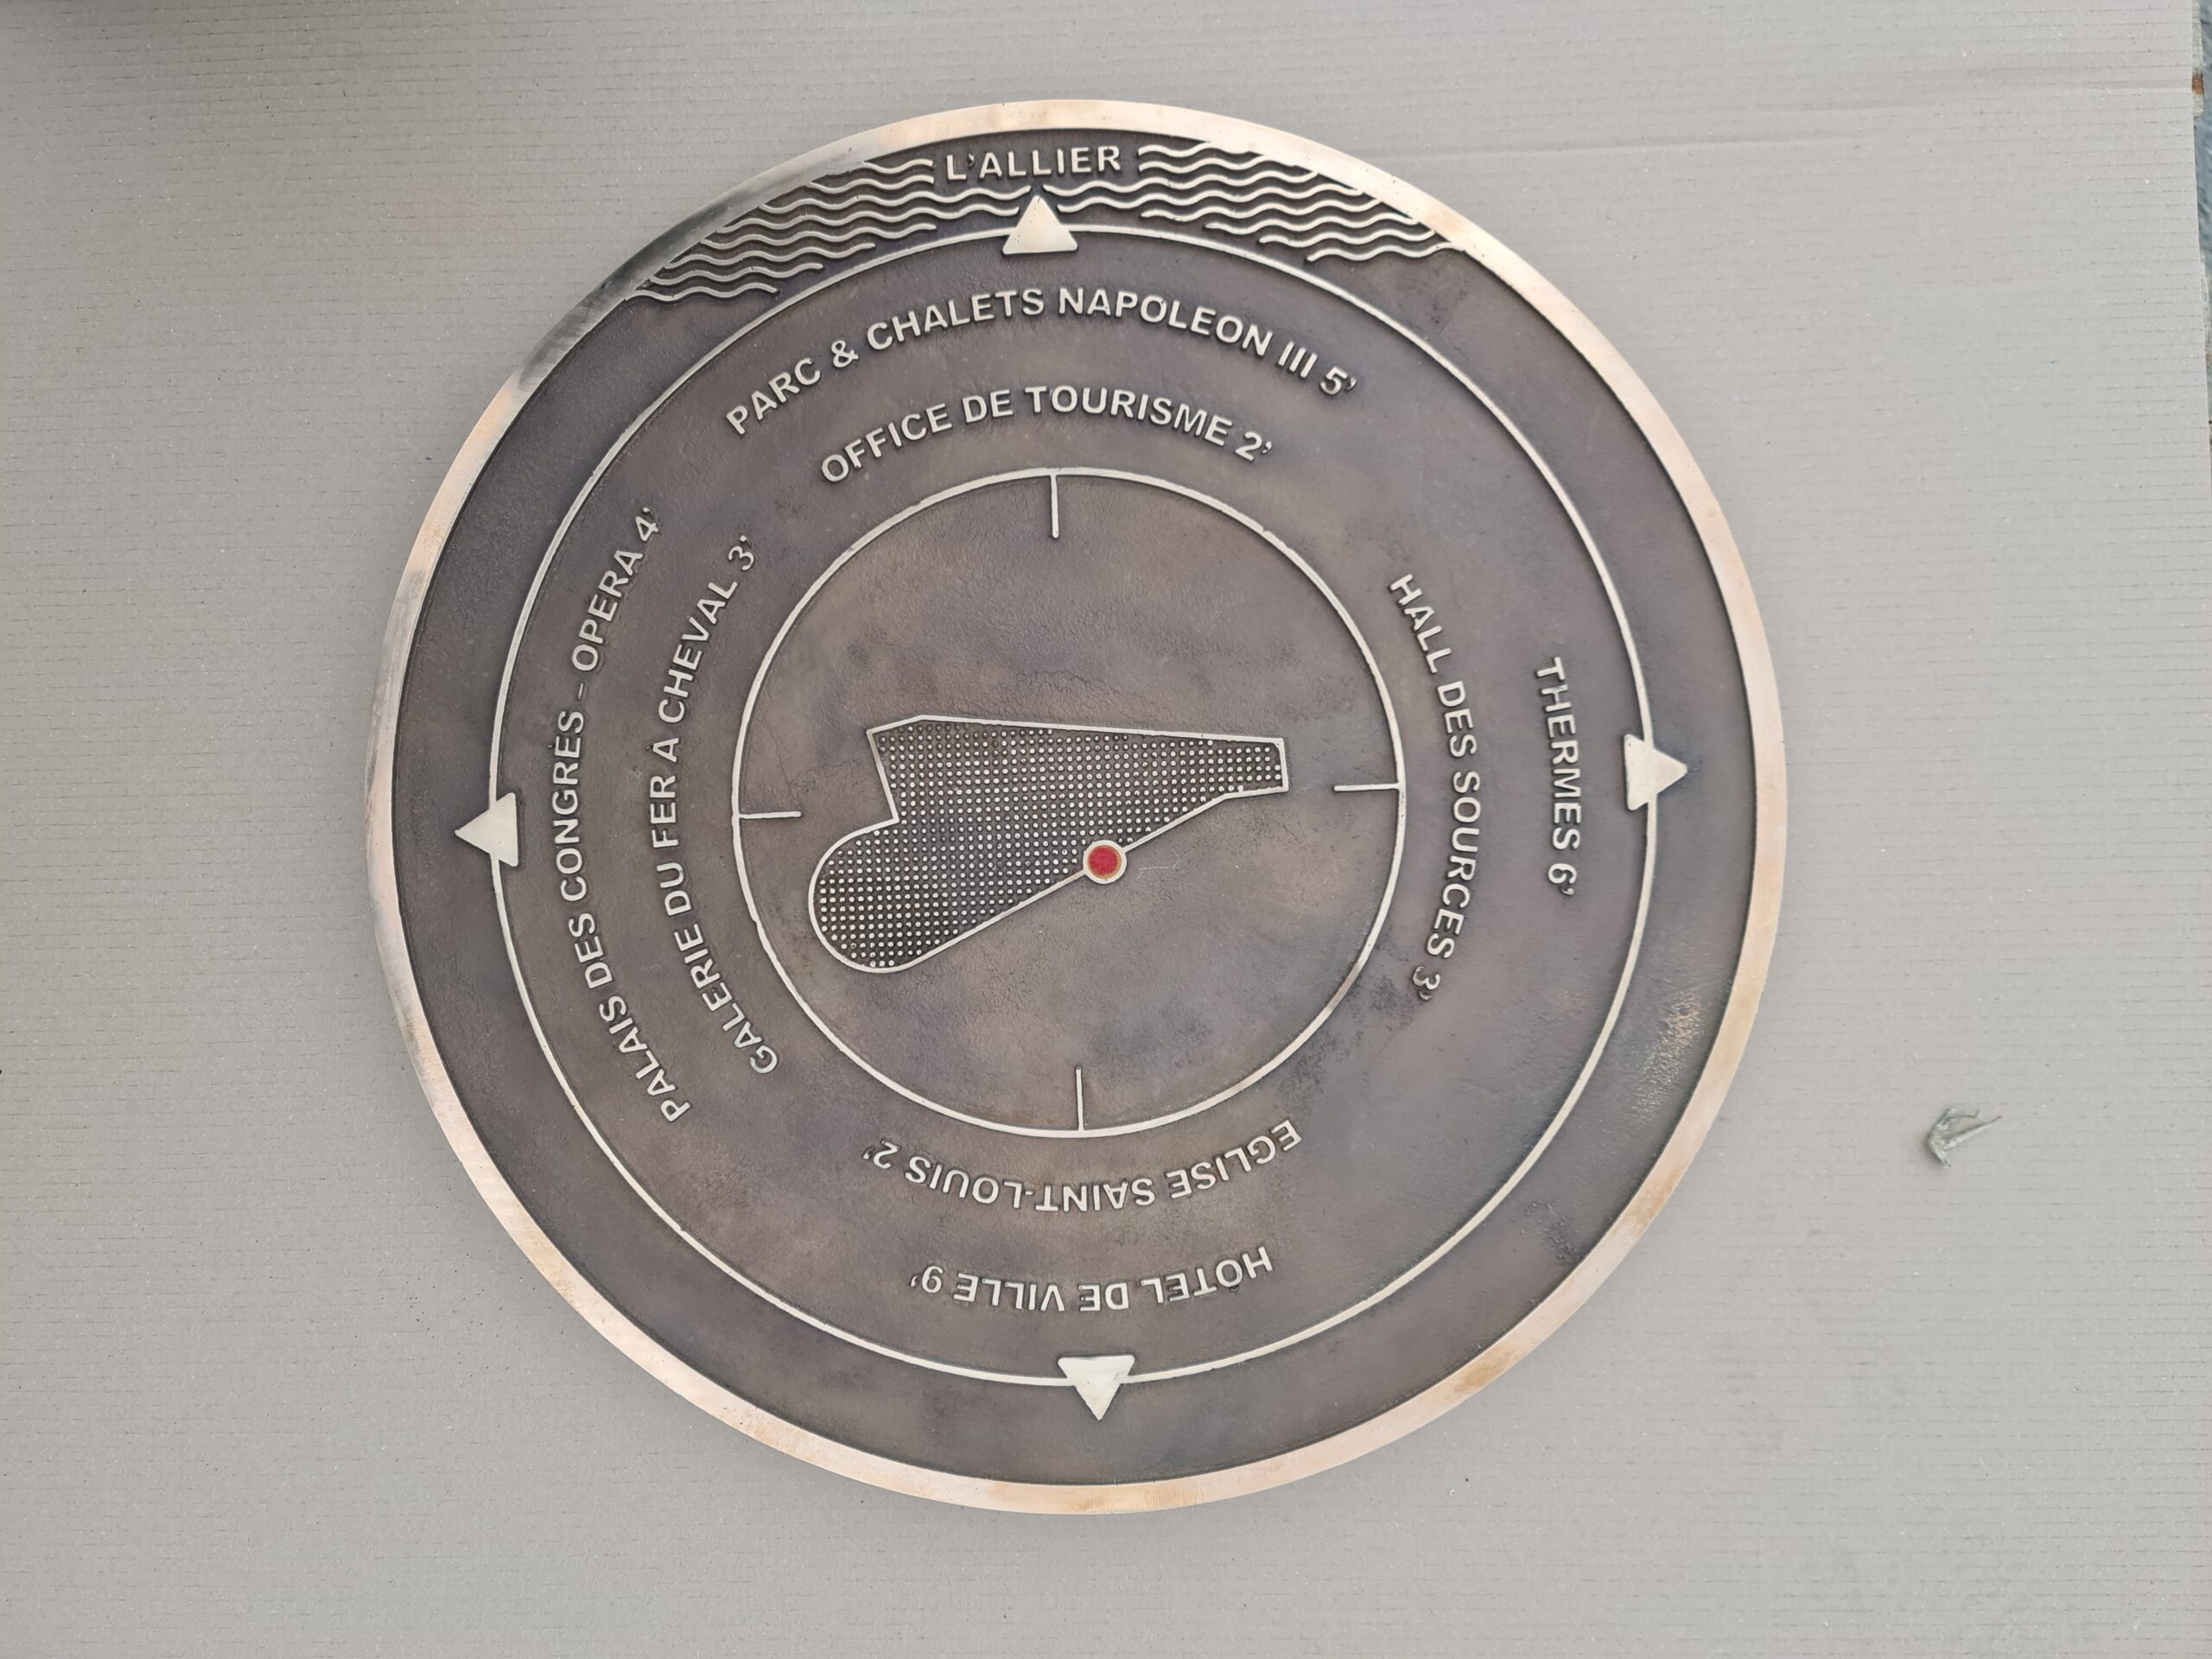 L'ALLIER
PARC & CHALETS NAPOLEON III 5'
OFFICE DE TOURISME 2'
PALAIS DES CONGRÈS - OPERA 4'
GALERIE DU FER À CHEVAL 3'
HALL DES SOURCES 3'
THERMES 6'
EGLISE SAINT-LOUIS 2'
HÔTEL DE VILLE 9'